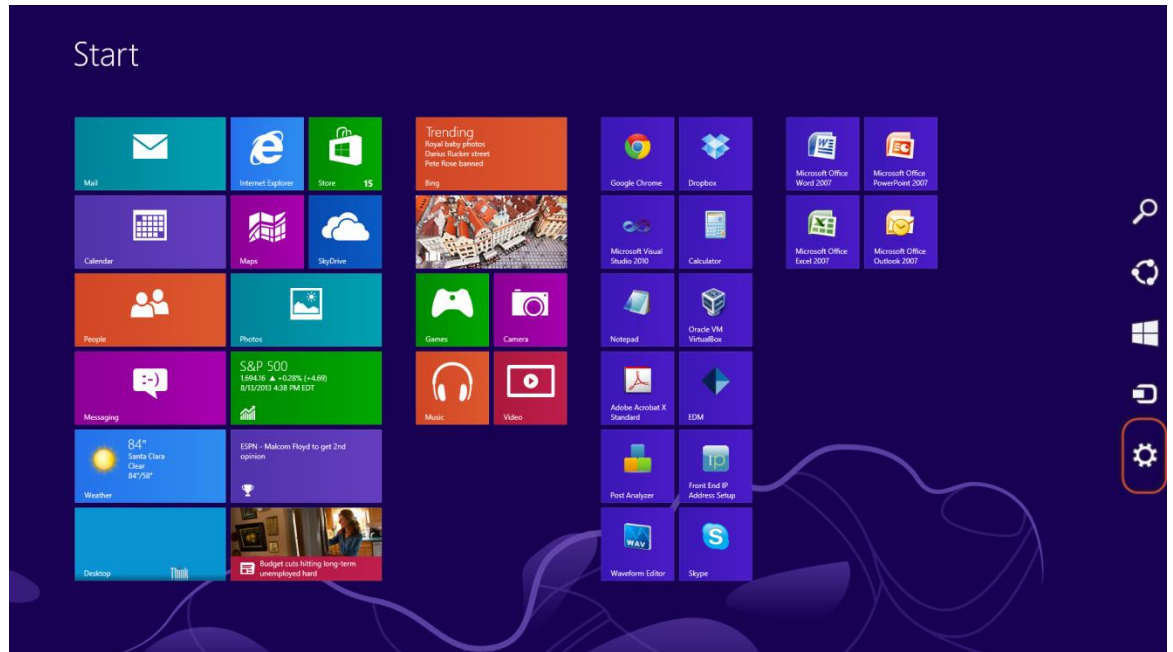 Start
Mail
Internet Explorer
Store 15
Calendar
Maps
SkyDrive
People
Photos
Messaging
S&P 500
1,694.16 ▲ +0.28% (+4.69)
8/13/2013 4:38 PM EDT
84°
Santa Clara
Clear
84°/58°
Weather
ESPN - Malcom Floyd to get 2nd
opinion
Desktop
Think
Budget cuts hitting long-term
unemployed hard
Trending
Royal baby photos
Darius Rucker street
Pete Rose banned
Bing
Games
Camera
Music
Video
Google Chrome
Dropbox
Microsoft Visual
Studio 2010
Calculator
Notepad
Oracle VM
VirtualBox
Adobe Acrobat X
Standard
EDM
Post Analyzer
ip
Front End IP
Address Setup
WAV
Waveform Editor
Skype
Microsoft Office
Word 2007
Microsoft Office
PowerPoint 2007
Microsoft Office
Excel 2007
Microsoft Office
Outlook 2007